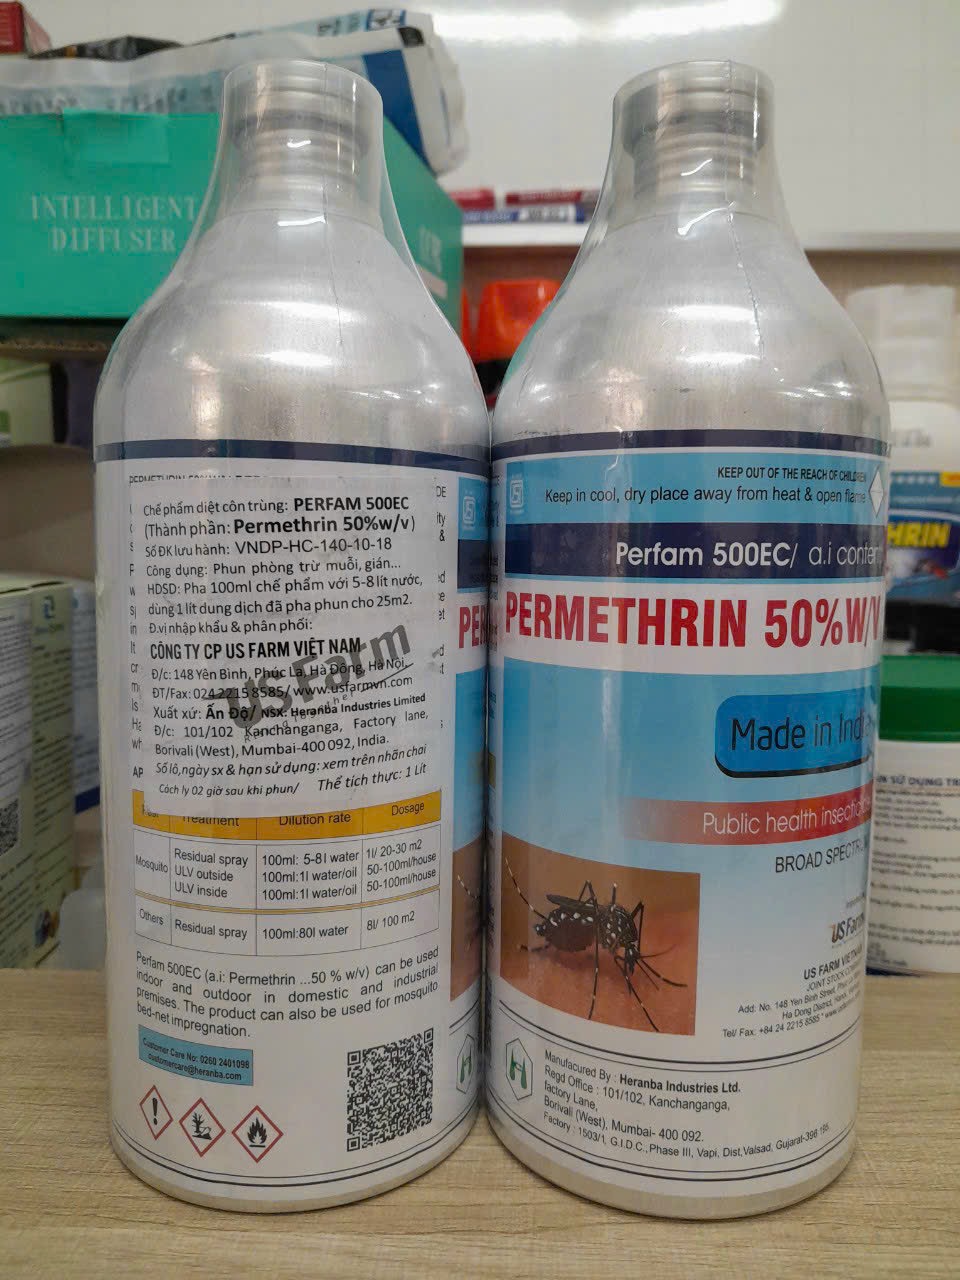 INTELLIGENT
DIFFUSER
Chế phẩm diệt côn trùng: PERFAM 500EC
(Thành phần: Permethrin 50%w/v)
Số ĐK lưu hành: VNDP-HC-140-10-18
Công dụng: Phun phòng trừ muỗi, gián...
HDSD: Pha 100ml chế phẩm với 5-8 lít nước,
dùng 1 lít dung dịch đã pha phun cho 25m2.
Đ.vị nhập khẩu & phân phối:
CÔNG TY CP US FARM VIỆT NAM
Đ/c: 148 Yên Bình, Phúc La, Hà Đông, Hà Nội.
ĐT/Fax: 024 2215 8585/ www.usfarmvn.com
Xuất xứ: Ấn Độ/ NSX: Heranba Industries Limited
Đ/c: 101/102 Kanchanganga, Factory lane,
Borivali (West), Mumbai-400 092, India.
Số lô,ngày sx & hạn sử dụng: xem trên nhãn chai
Cách ly 02 giờ sau khi phun/ Thể tích thực: 1 Lít
US Farm
Treatment Dilution rate Dosage
Mosquito Residual spray 100ml: 5-8l water 1l/ 20-30 m2
ULV outside 100ml:1l water/oil 50-100ml/house
ULV inside 100ml:1l water/oil 50-100ml/house
Others Residual spray 100ml:80l water 8l/ 100 m2
Perfam 500EC (a.i: Permethrin ...50 % w/v) can be used
indoor and outdoor in domestic and industrial
premises. The product can also be used for mosquito
bed-net impregnation.
Customer Care No: 0260 2401098
customercare@heranba.com
KEEP OUT OF THE REACH OF CHILDREN
Keep in cool, dry place away from heat & open flame
Perfam 500EC/ a.i content
PERMETHRIN 50%W/V
Made in India
Public health
BROAD
US Farm
US FARM VIETNAM
JOINT STOCK
Add: No. 148 Yen Binh Street,
Ha Dong District, Hanoi,
Tel/ Fax: +84 24 2215 8585 *
Manufacured By : Heranba Industries Ltd.
Regd Office : 101/102, Kanchanganga,
factory Lane,
Borivali (West), Mumbai- 400 092.
Factory : 1503/1, G.I.D.C., Phase III, Vapi, Dist,Valsad, Gujarat-396 195.